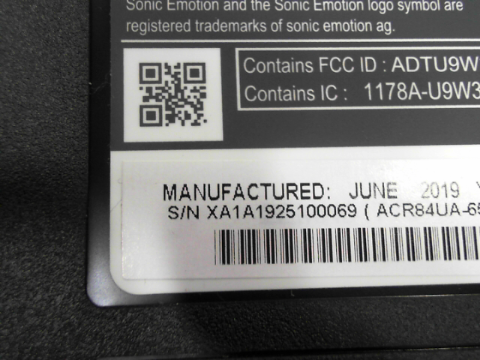 Sonic Emotion and the Sonic Emotion logo symbol are
registered trademarks of sonic emotion ag.
Contains FCC ID : ADTU9W
Contains IC : 1178A-U9W3
MANUFACTURED: JUNE 2019
S/N XA1A1925100069 ( ACR84UA-65